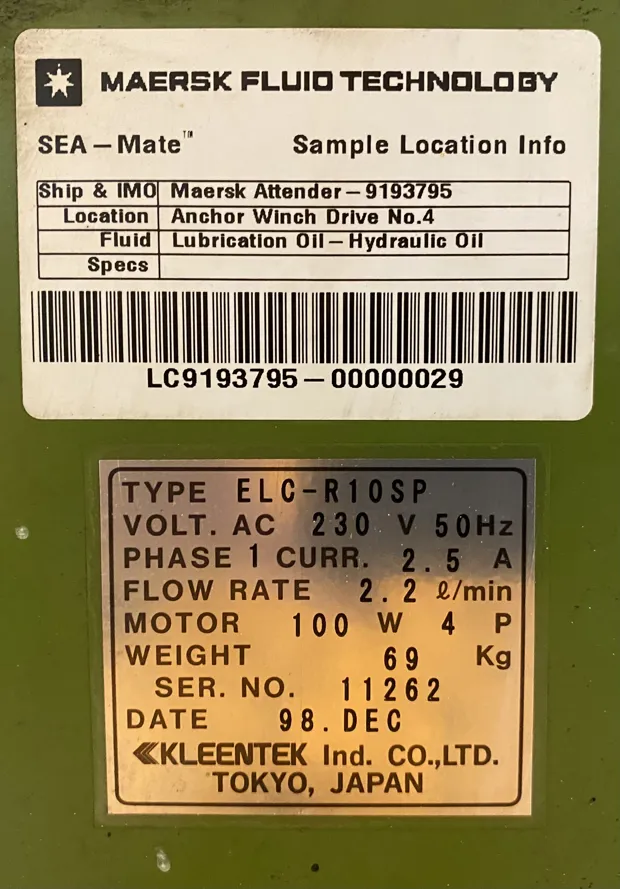 MAERSK FLUID TECHNOLOGY
SEA-Mate™ Sample Location Info
Ship & IMO Maersk Attender-9193795
Location Anchor Winch Drive No.4
Fluid Lubrication Oil-Hydraulic Oil
Specs
LC9193795-00000029
TYPE ELC-R10SP
VOLT. AC 230 V 50Hz
PHASE 1 CURR. 2.5 A
FLOW RATE 2.2 ℓ/min
MOTOR 100 W 4 P
WEIGHT 69 Kg
SER. NO. 11262
DATE 98.DEC
KLEENTEK Ind. CO.,LTD.
TOKYO, JAPAN